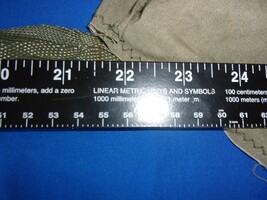 0 21 22 23 24
millimeters, add a zero LINEAR METRIC UNITS AND SYMBOLS 100 centimeters
mber. 1000 millimeters 1 meter m 1000 meters (m
51 52 53 54 55 56 57 58 59 60 61 62